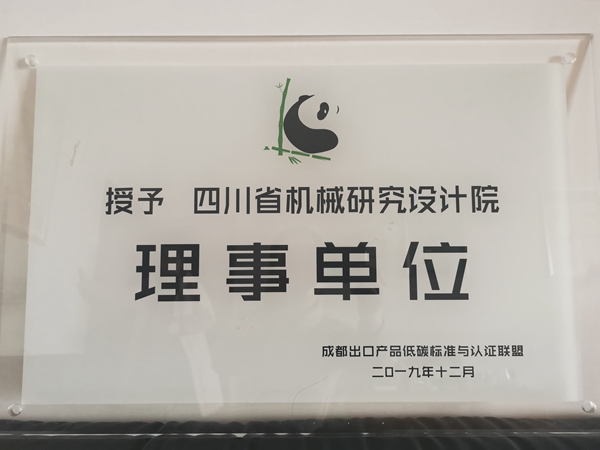 授予 四川省机械研究设计院
理事单位
成都出口产品低碳标准与认证联盟
二〇一九年十二月